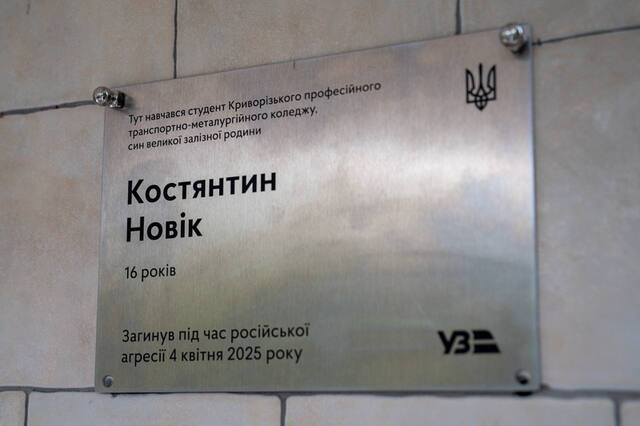 Тут навчався студент Криворізького професійного
транспортно-металургійного коледжу,
син великої залізної родини
Костянтин
Новік
16 років
Загинув під час російської
агресії 4 квітня 2025 року
УЗ